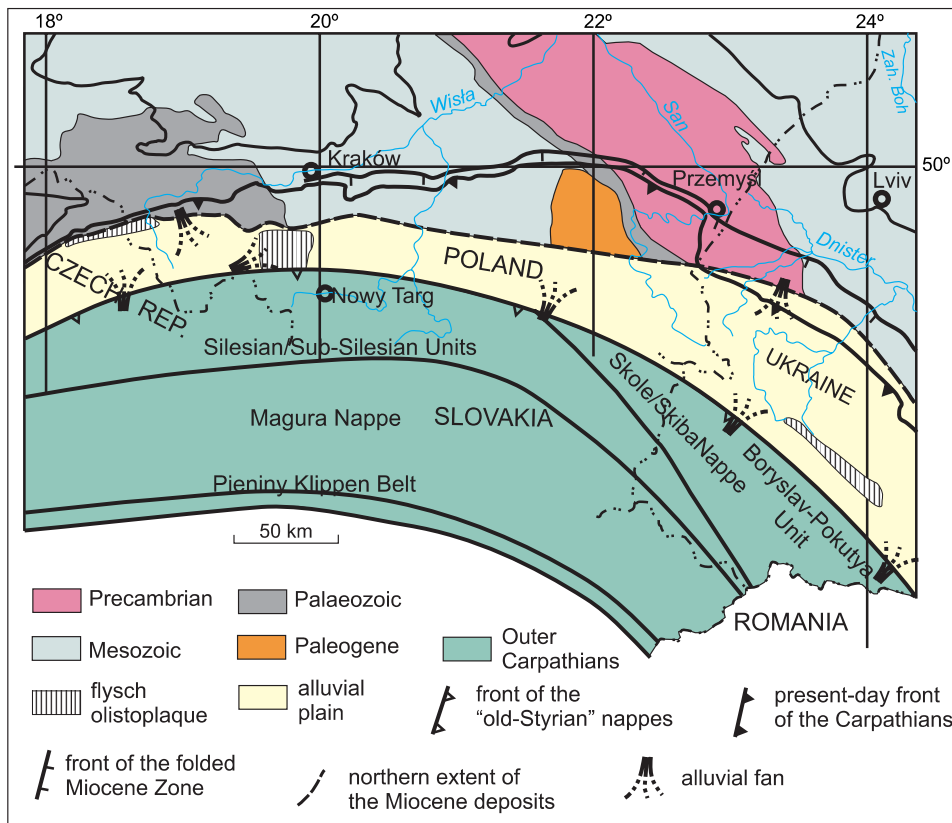 18º 20º 22º 24º
Zah. Boh
Wisła
San
50º
Kraków
Przemyśl
Lviv
Dnister
CZECH
REP
POLAND
Nowy Targ
UKRAINE
Silesian/Sub-Silesian Units
Skole/SkibaNappe
Magura Nappe
SLOVAKIA
Boryslav-Pokutya
Unit
Pieniny Klippen Belt
50 km
ROMANIA
Precambrian
Palaeozoic
Mesozoic
Paleogene
Outer
Carpathians
flysch
olistoplaque
alluvial
plain
front of the
“old-Styrian” nappes
present-day front
of the Carpathians
front of the folded
Miocene Zone
northern extent of
the Miocene deposits
alluvial fan